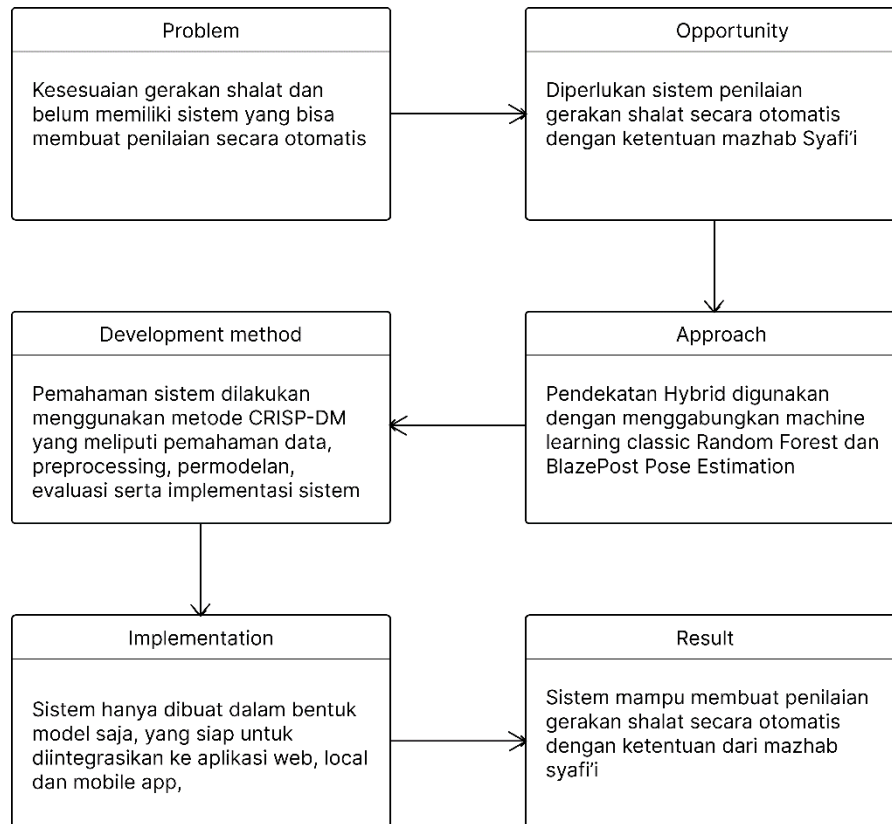 Problem
Kesesuaian gerakan shalat dan
belum memiliki sistem yang bisa
membuat penilaian secara otomatis
Opportunity
Diperlukan sistem penilaian
gerakan shalat secara otomatis
dengan ketentuan mazhab Syafi'i
Approach
Pendekatan Hybrid digunakan
dengan menggabungkan machine
learning classic Random Forest dan
BlazePost Pose Estimation
Development method
Pemahaman sistem dilakukan
menggunakan metode CRISP-DM
yang meliputi pemahaman data,
preprocessing, permodelan,
evaluasi serta implementasi sistem
Implementation
Sistem hanya dibuat dalam bentuk
model saja, yang siap untuk
diintegrasikan ke aplikasi web, local
dan mobile app,
Result
Sistem mampu membuat penilaian
gerakan shalat secara otomatis
dengan ketentuan dari mazhab
syafi'i